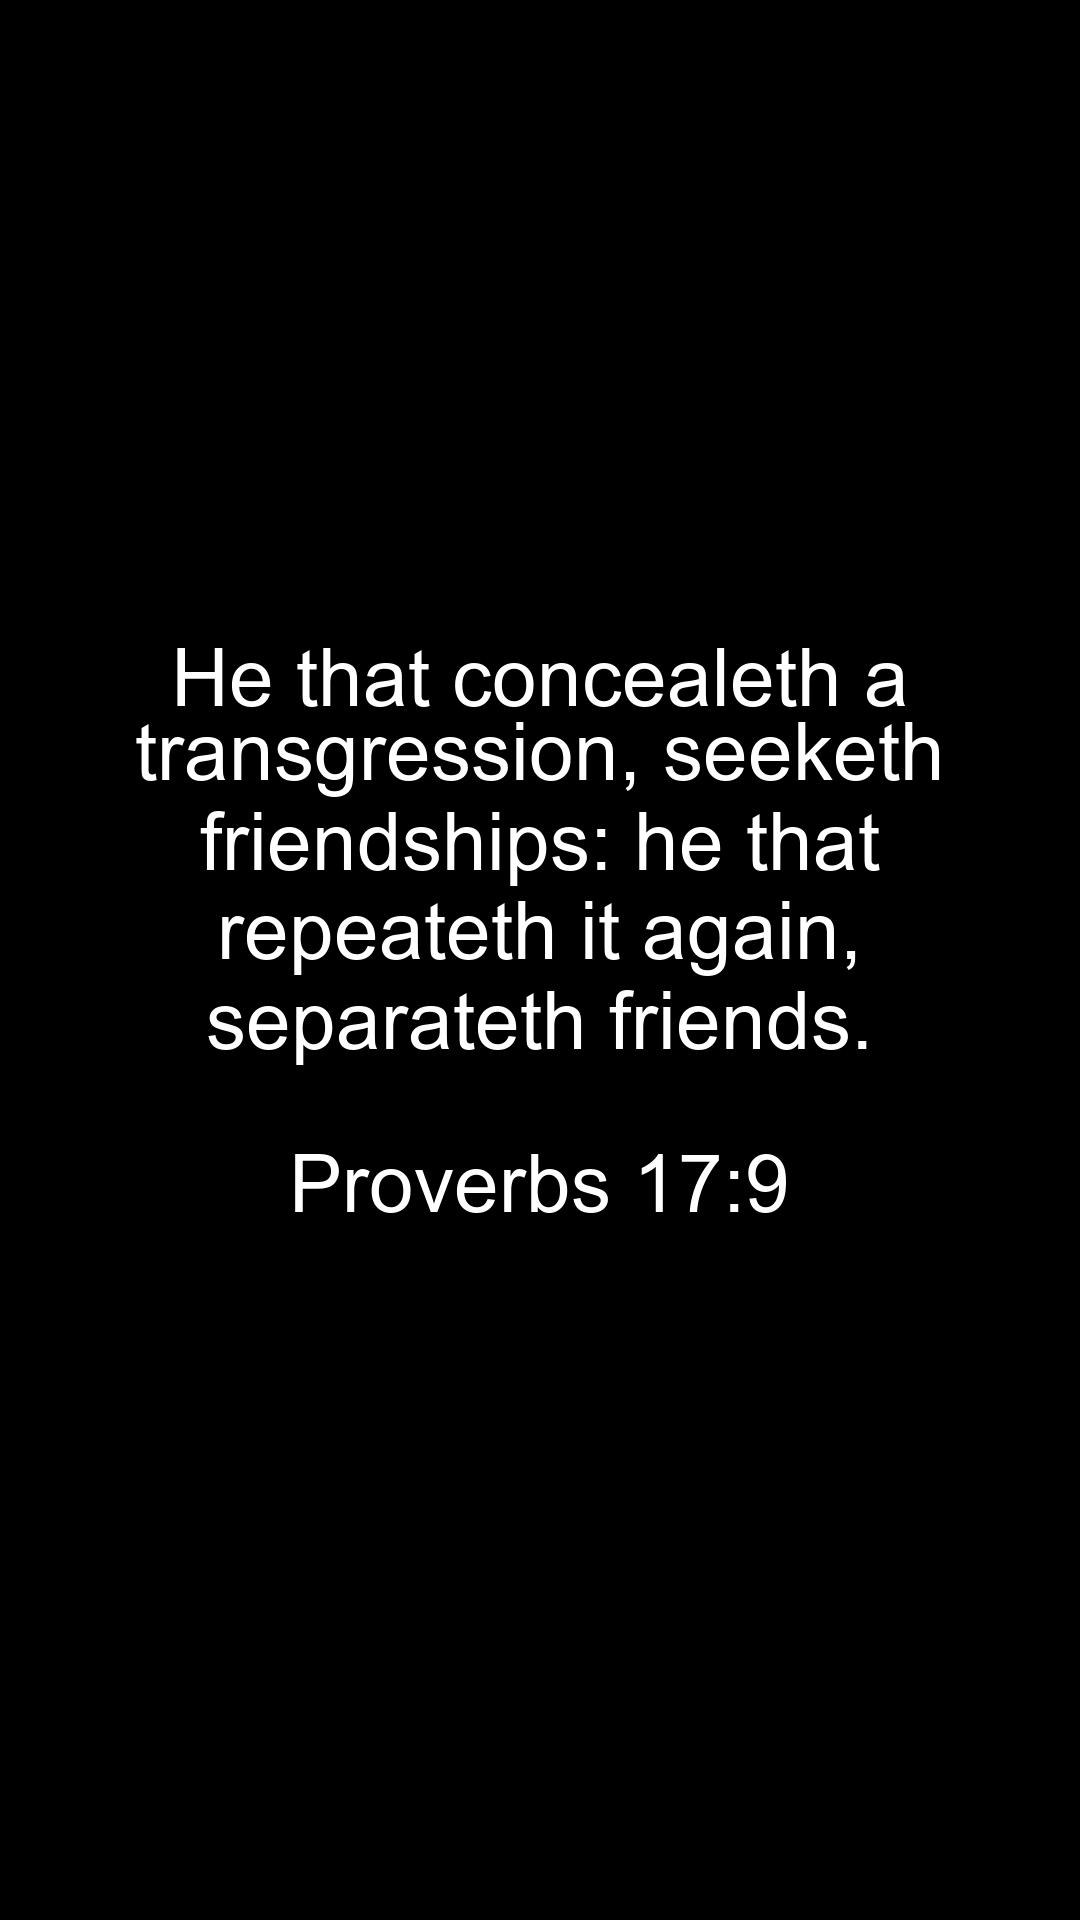 He that concealeth a
transgression, seeketh
friendships: he that
repeateth it again,
separateth friends.
Proverbs 17:9